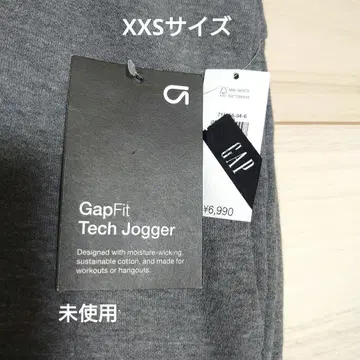 XXSサイズ
GapFit
Tech Jogger
Designed with moisture-wicking,
sustainable cotton, and made for
workouts or hangouts.
GAP
¥6,990
未使用